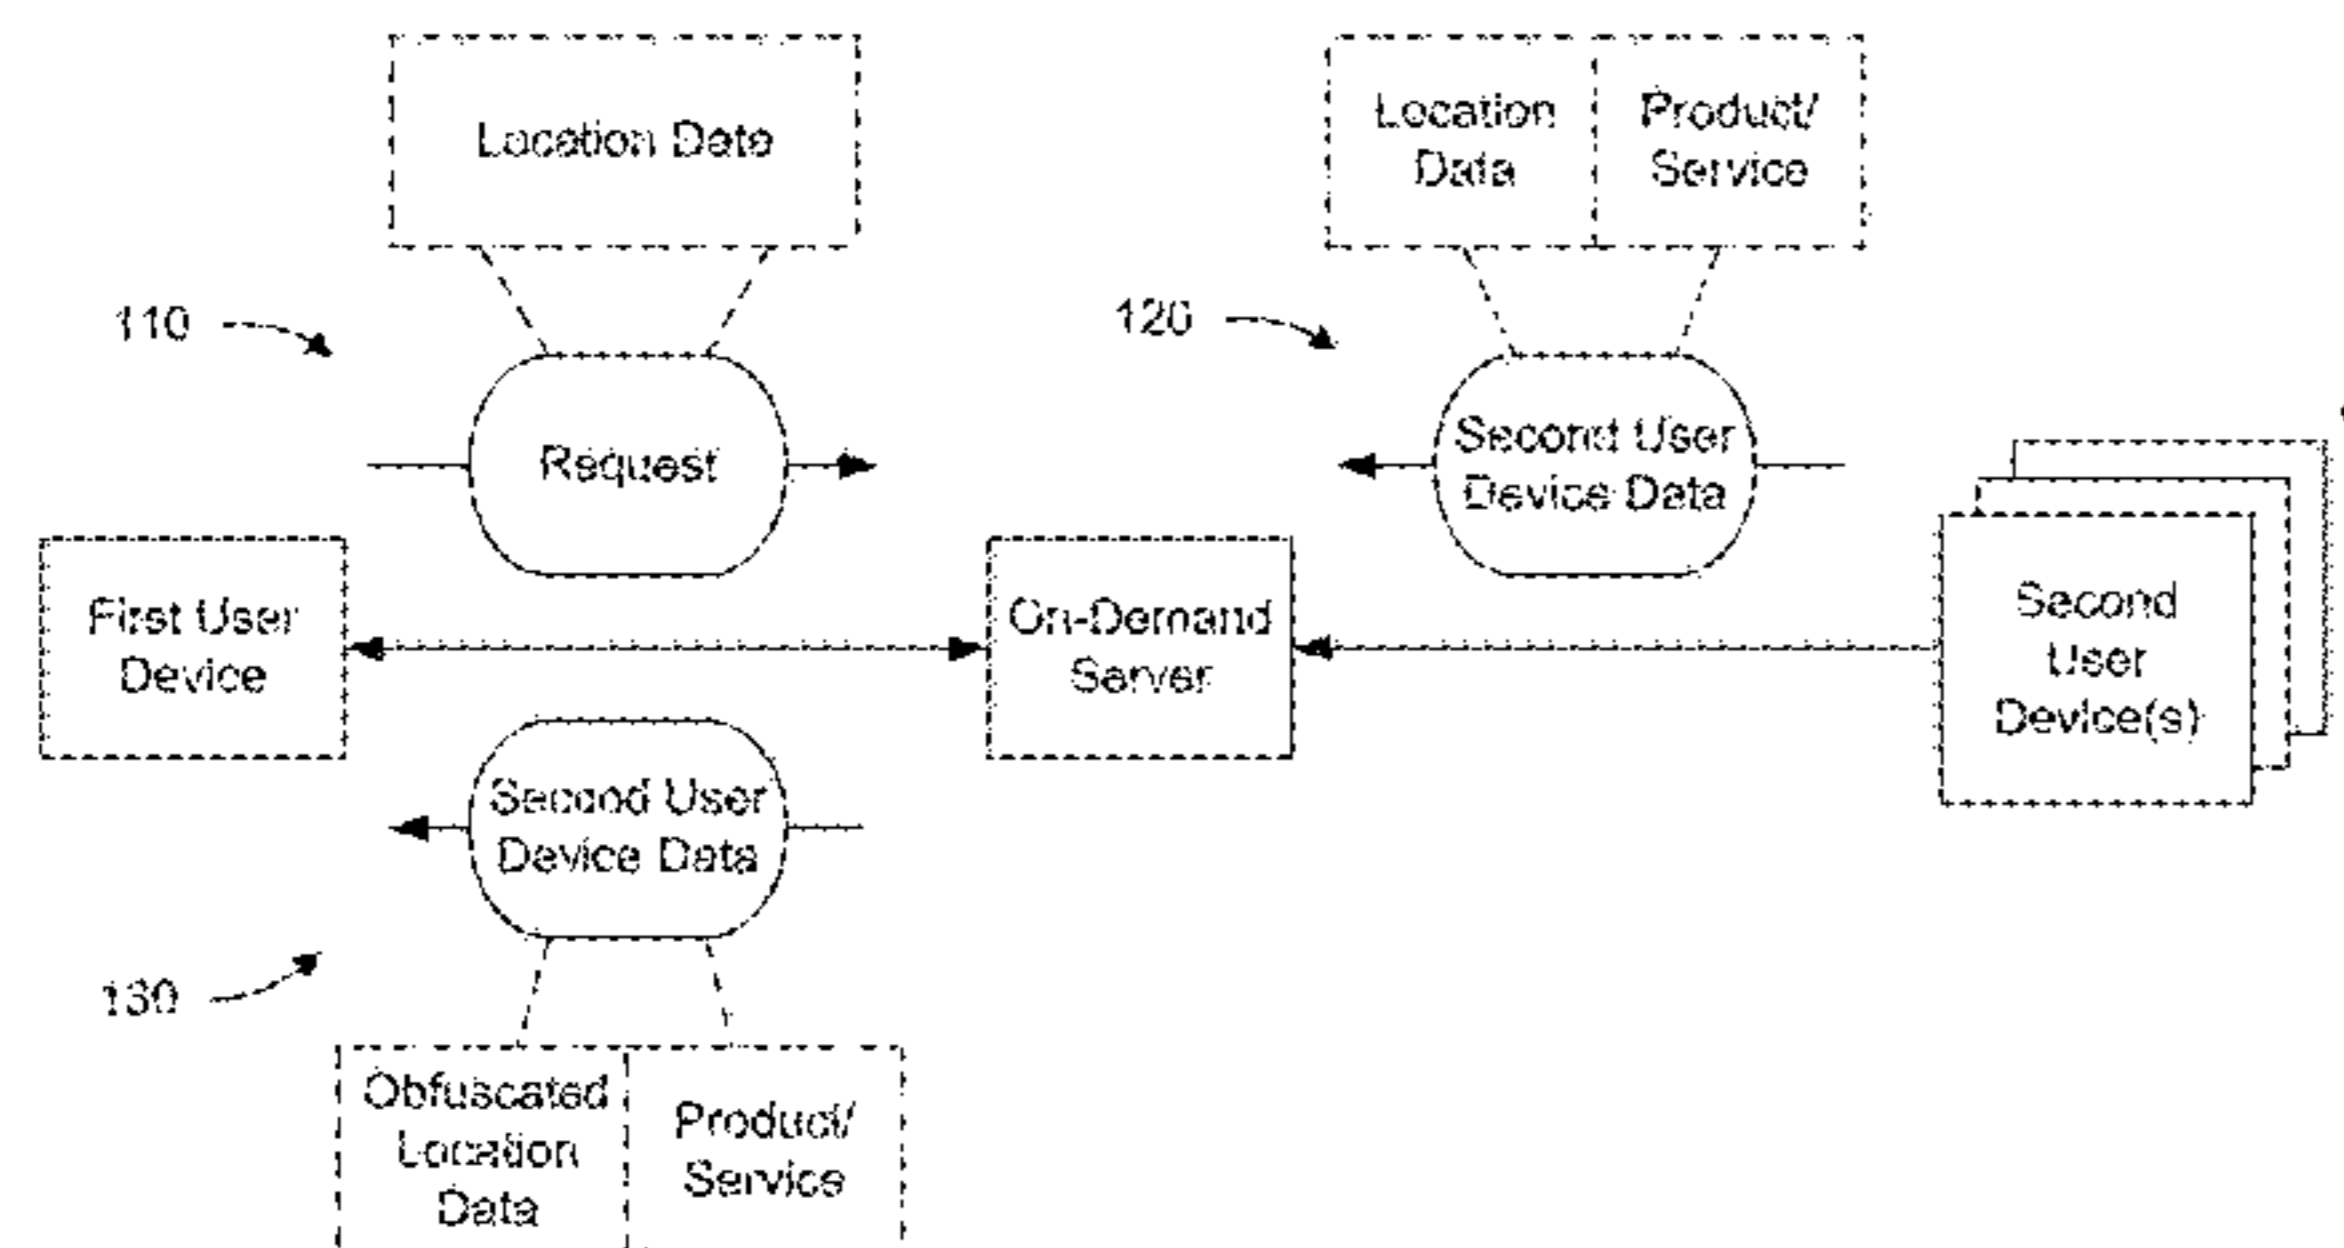 Location Data
Location
Data
Product/
Service
110
120
Request
Second User
Device Data
First User
Device
On-Demand
Server
Second
User
Device(s)
Second User
Device Data
130
Obfuscated
Location
Data
Product/
Service